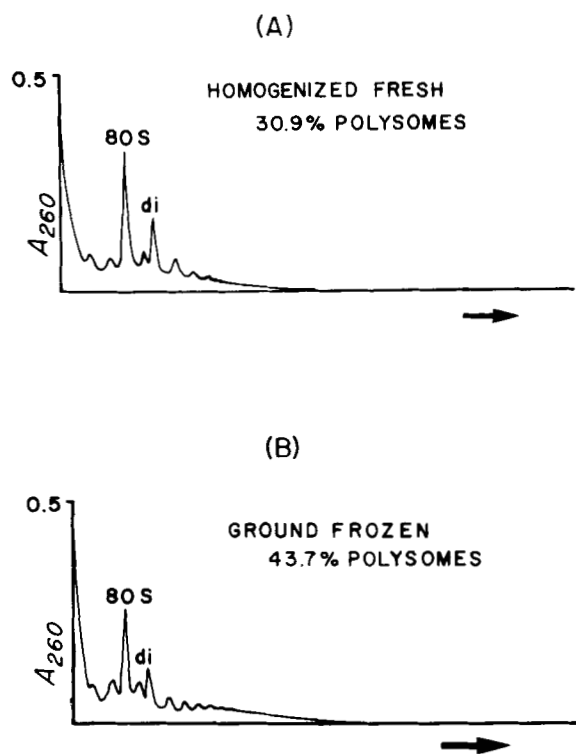 (A)
0.5
HOMOGENIZED FRESH
30.9% POLYSOMES
80S
di
A260
(B)
0.5
GROUND FROZEN
43.7% POLYSOMES
80S
di
A260